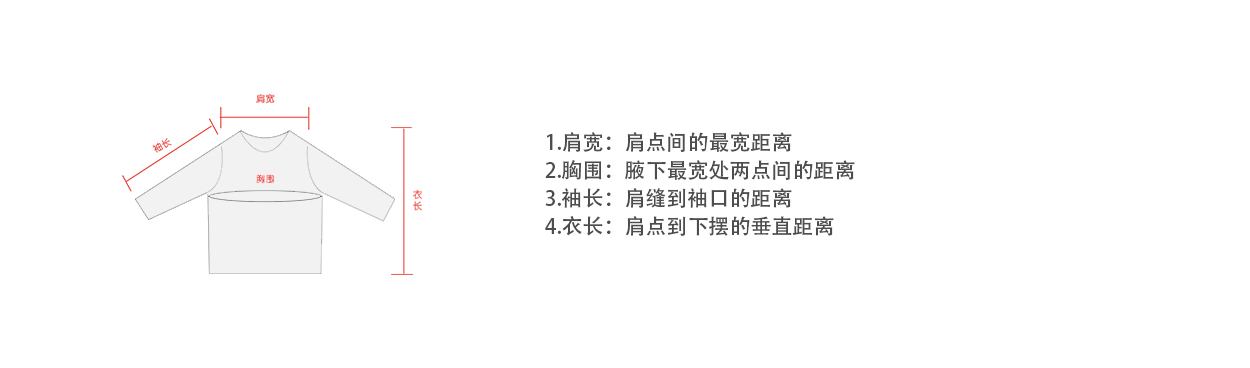 肩宽
袖长
胸围
衣长
1.肩宽：肩点间的最宽距离
2.胸围：腋下最宽处两点间的距离
3.袖长：肩缝到袖口的距离
4.衣长：肩点到下摆的垂直距离